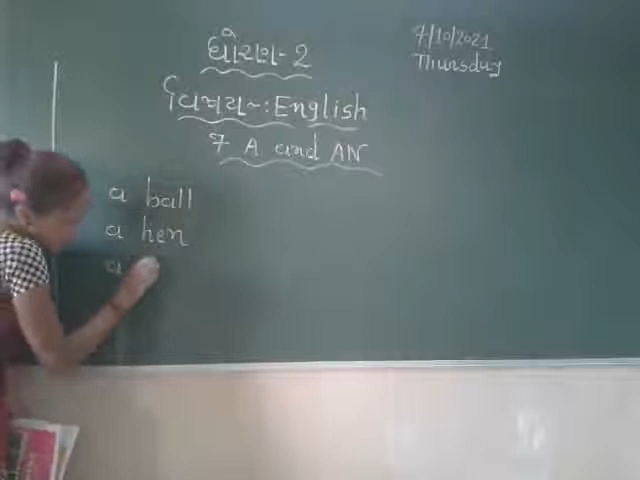 ધોરણ-2
7/10/2021
Thursday
વિષય:- English
7 A and AN
a ball
a hen
a